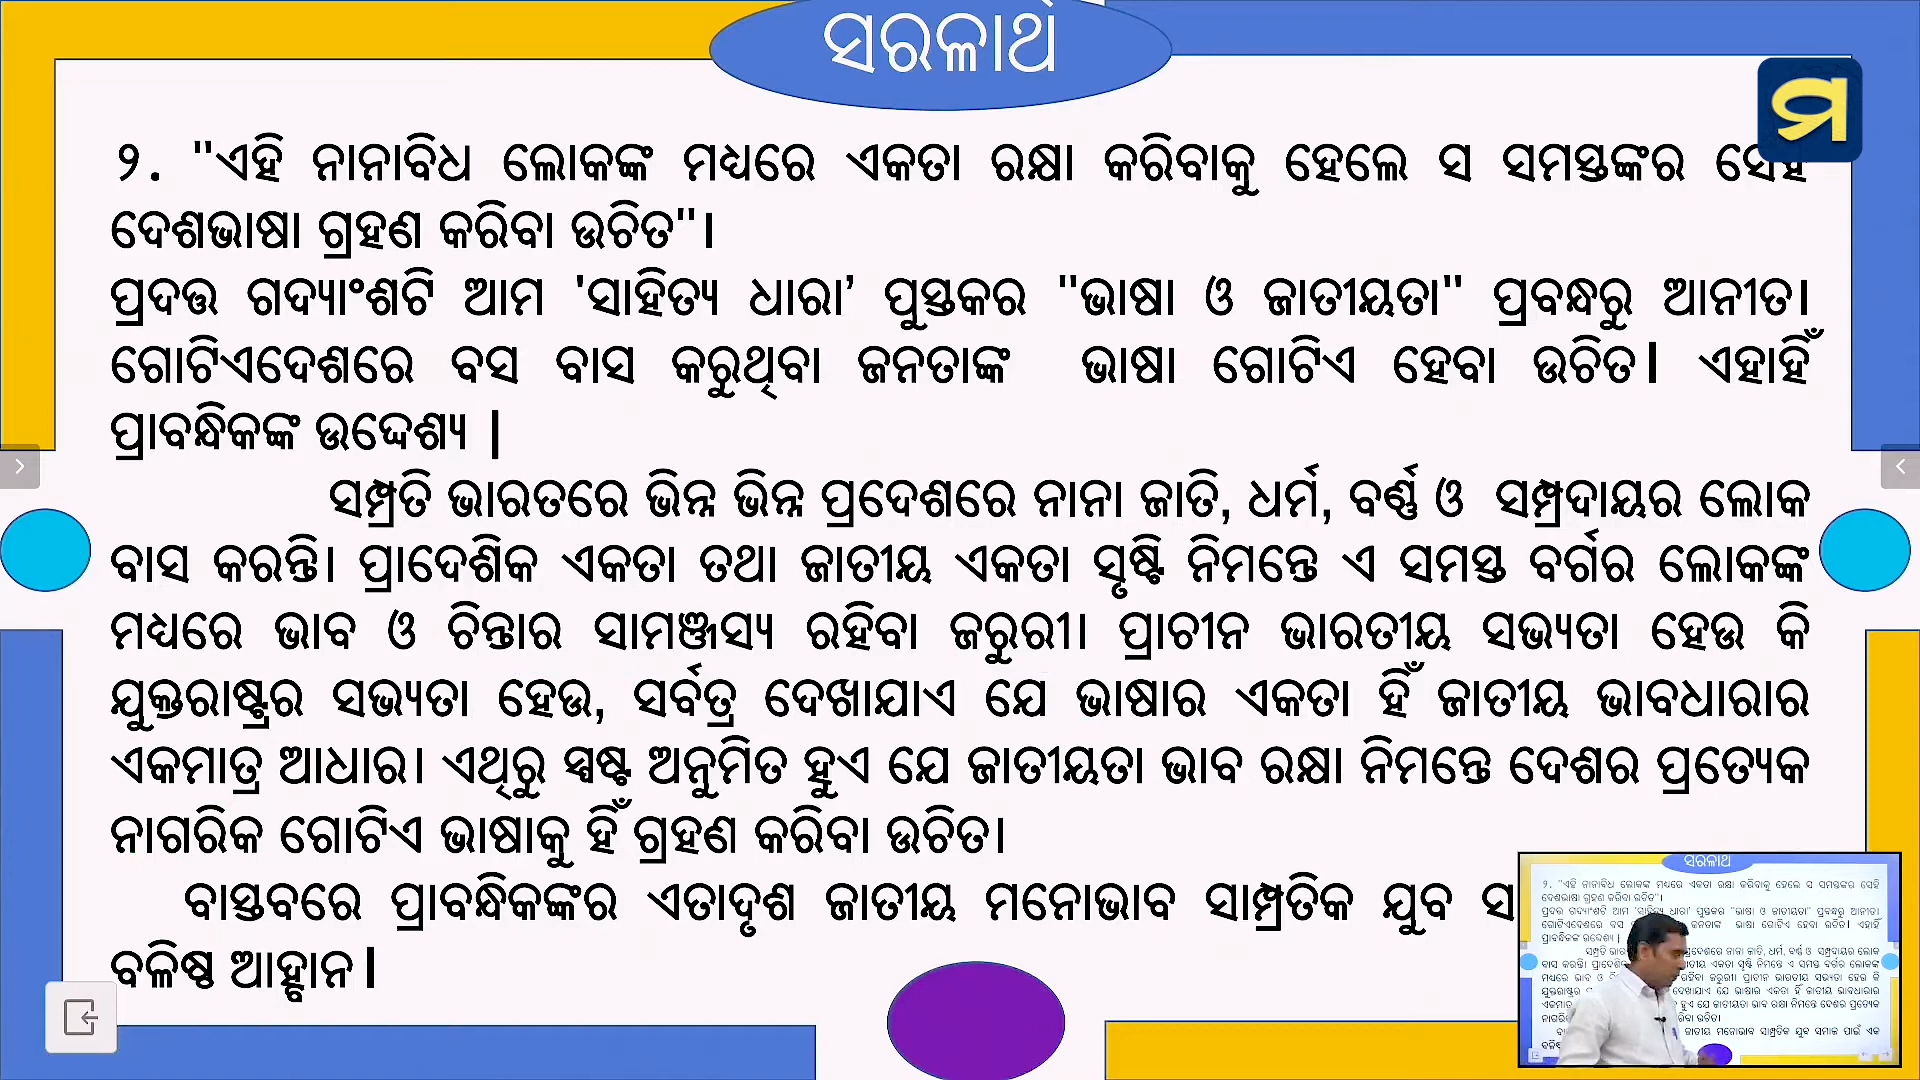 ସରଳାର୍ଥ
ମ
୨. "ଏହି ନାନାବିଧ ଲୋକଙ୍କ ମଧ୍ୟରେ ଏକତା ରକ୍ଷା କରିବାକୁ ହେଲେ ସ ସମସ୍ତଙ୍କର ସେହି
ଦେଶଭାଷା ଗ୍ରହଣ କରିବା ଉଚିତ"।
ପ୍ରଦତ୍ତ ଗଦ୍ୟାଂଶଟି ଆମ 'ସାହିତ୍ୟ ଧାରା' ପୁସ୍ତକର "ଭାଷା ଓ ଜାତୀୟତା" ପ୍ରବନ୍ଧରୁ ଆନୀତ।
ଗୋଟିଏଦେଶରେ ବସ ବାସ କରୁଥିବା ଜନତାଙ୍କ ଭାଷା ଗୋଟିଏ ହେବା ଉଚିତ। ଏହାହିଁ
ପ୍ରାବନ୍ଧିକଙ୍କ ଉଦ୍ଦେଶ୍ୟ |
ସମ୍ପ୍ରତି ଭାରତରେ ଭିନ୍ନ ଭିନ୍ନ ପ୍ରଦେଶରେ ନାନା ଜାତି, ଧର୍ମ, ବର୍ଣ୍ଣ ଓ ସମ୍ପ୍ରଦାୟର ଲୋକ
ବାସ କରନ୍ତି। ପ୍ରାଦେଶିକ ଏକତା ତଥା ଜାତୀୟ ଏକତା ସୃଷ୍ଟି ନିମନ୍ତେ ଏ ସମସ୍ତ ବର୍ଗର ଲୋକଙ୍କ
ମଧ୍ୟରେ ଭାବ ଓ ଚିନ୍ତାର ସାମଞ୍ଜସ୍ୟ ରହିବା ଜରୁରୀ। ପ୍ରାଚୀନ ଭାରତୀୟ ସଭ୍ୟତା ହେଉ କି
ଯୁକ୍ତରାଷ୍ଟ୍ରର ସଭ୍ୟତା ହେଉ, ସର୍ବତ୍ର ଦେଖାଯାଏ ଯେ ଭାଷାର ଏକତା ହିଁ ଜାତୀୟ ଭାବଧାରାର
ଏକମାତ୍ର ଆଧାର। ଏଥିରୁ ସ୍ପଷ୍ଟ ଅନୁମିତ ହୁଏ ଯେ ଜାତୀୟତା ଭାବ ରକ୍ଷା ନିମନ୍ତେ ଦେଶର ପ୍ରତ୍ୟେକ
ନାଗରିକ ଗୋଟିଏ ଭାଷାକୁ ହିଁ ଗ୍ରହଣ କରିବା ଉଚିତ।
ବାସ୍ତବରେ ପ୍ରାବନ୍ଧିକଙ୍କର ଏତାଦୃଶ ଜାତୀୟ ମନୋଭାବ ସାମ୍ପ୍ରତିକ ଯୁବ ସ
ବଳିଷ୍ଠ ଆହ୍ବାନ।